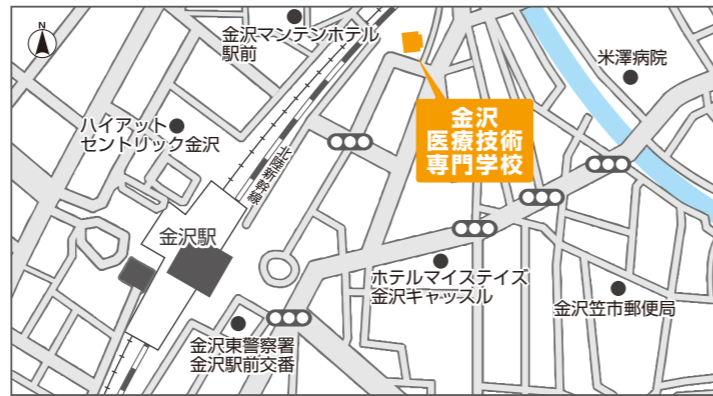 N
金沢マンテンホテル
駅前
米澤病院
金沢
医療技術
専門学校
ハイアット
セントリック金沢
北陸新幹線
金沢駅
ホテルマイステイズ
金沢キャッスル
金沢笠市郵便局
金沢東警察署
金沢駅前交番